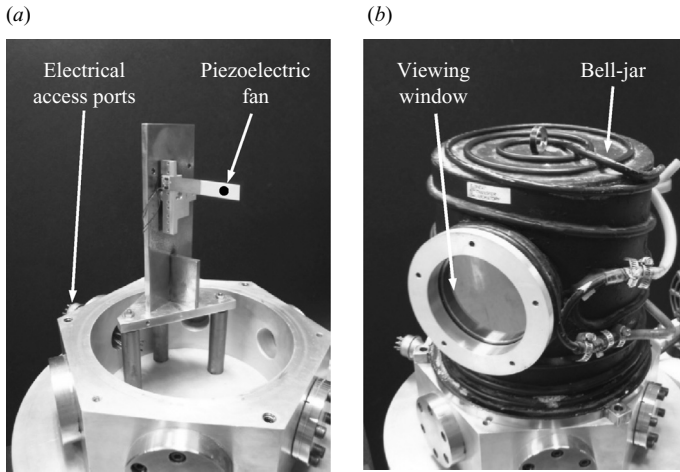 (a)
(b)
Electrical
access ports
Piezoelectric
fan
Viewing
window
Bell-jar